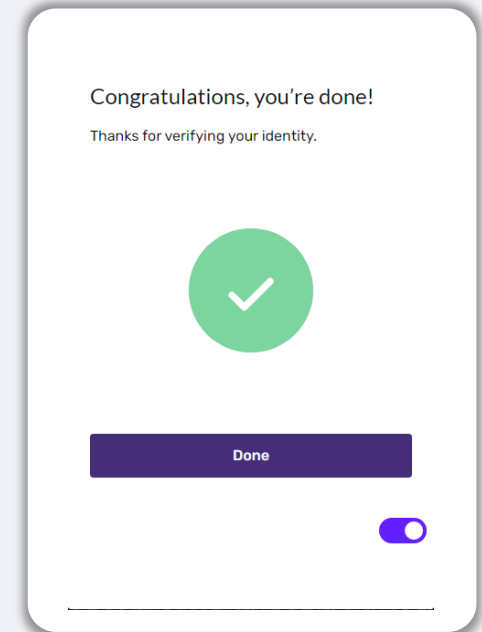 Congratulations, you’re done!
Thanks for verifying your identity.
Done